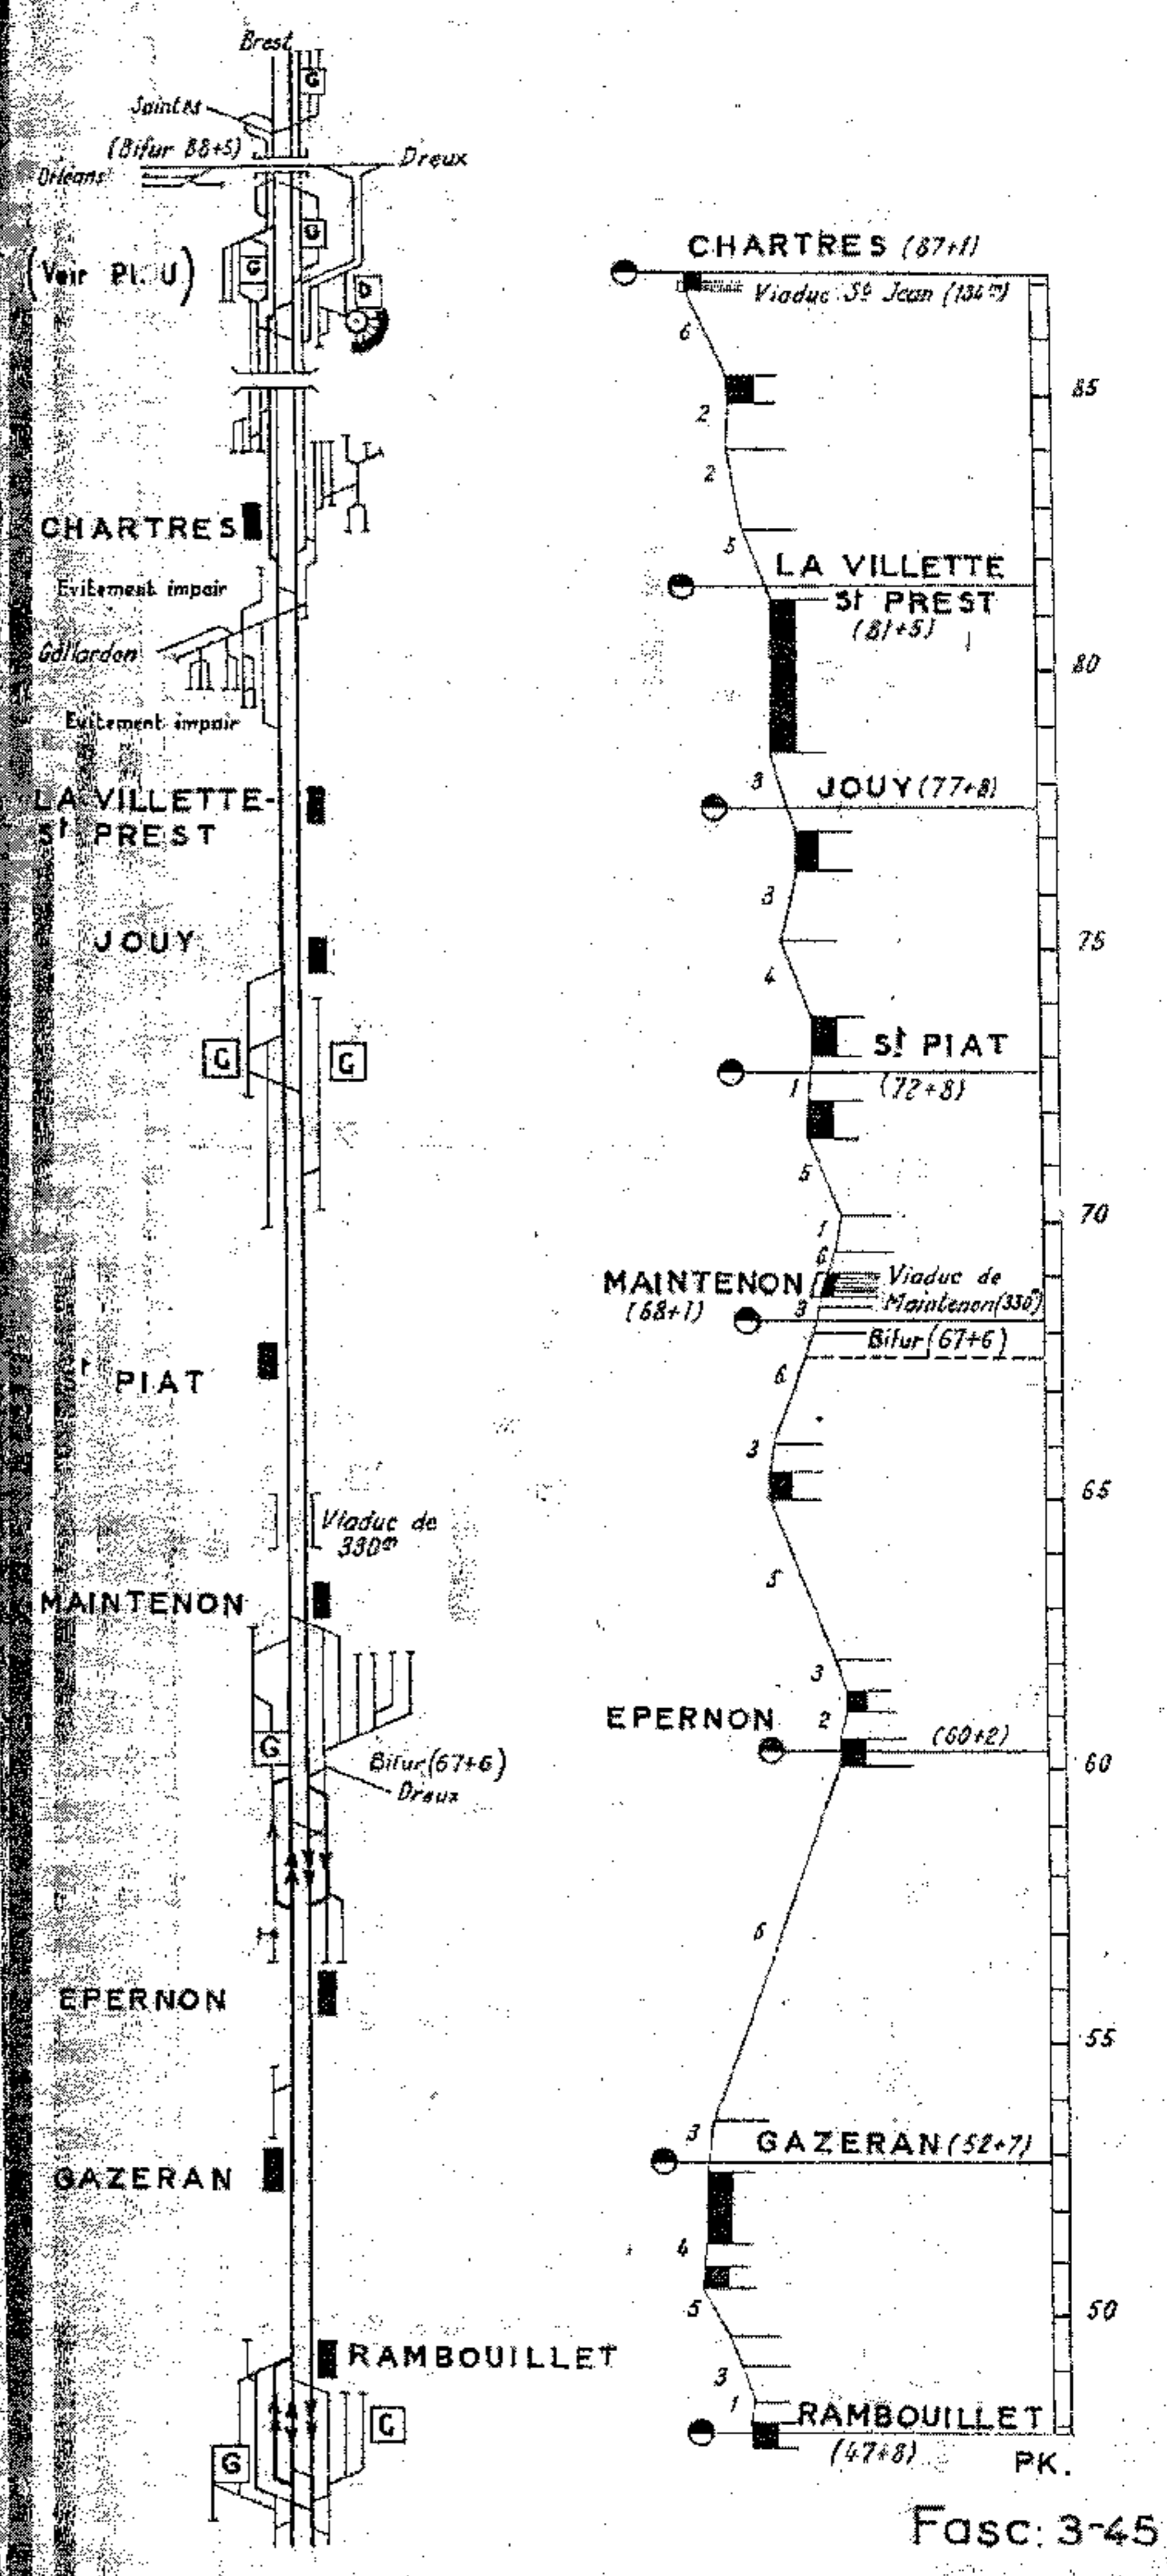 Brest
G
Saintes
(Bifur 88+5)
Dreux
Orléans
G
(Voir Pl. U)
G
D
CHARTRES
Evitement impair
Gallardon
Evitement impair
LA VILLETTE-
St PREST
JOUY
G
G
St PIAT
Viaduc de
330m
MAINTENON
G
Bifur(67+6)
Dreux
EPERNON
GAZERAN
RAMBOUILLET
G
G
CHARTRES (87+1)
Viaduc St Jean (134m)
6
85
2
2
5
LA VILLETTE
St PREST
(81+5)
80
3
JOUY (77+8)
3
75
4
St PIAT
(72+8)
1
5
70
1
6
MAINTENON
(68+1)
Viaduc de
Maintenon(330m)
3
Bifur(67+6)
6
3
65
5
3
EPERNON
2
(60+2)
60
6
55
3
GAZERAN (52+7)
4
5
50
3
1
RAMBOUILLET
(47+8)
PK.
Fasc: 3-45